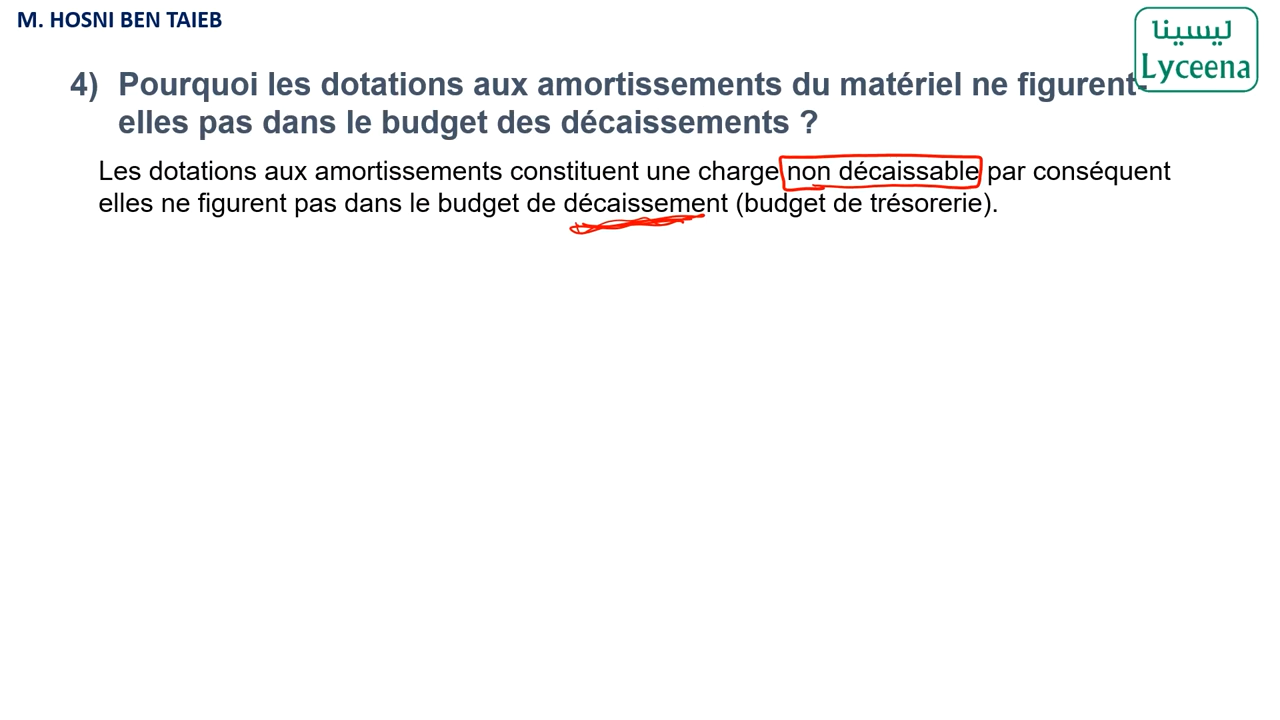 M. HOSNI BEN TAIEB
ليسينا
Lyceena
4) Pourquoi les dotations aux amortissements du matériel ne figurent-
elles pas dans le budget des décaissements ?
Les dotations aux amortissements constituent une charge non décaissable par conséquent
elles ne figurent pas dans le budget de décaissement (budget de trésorerie).